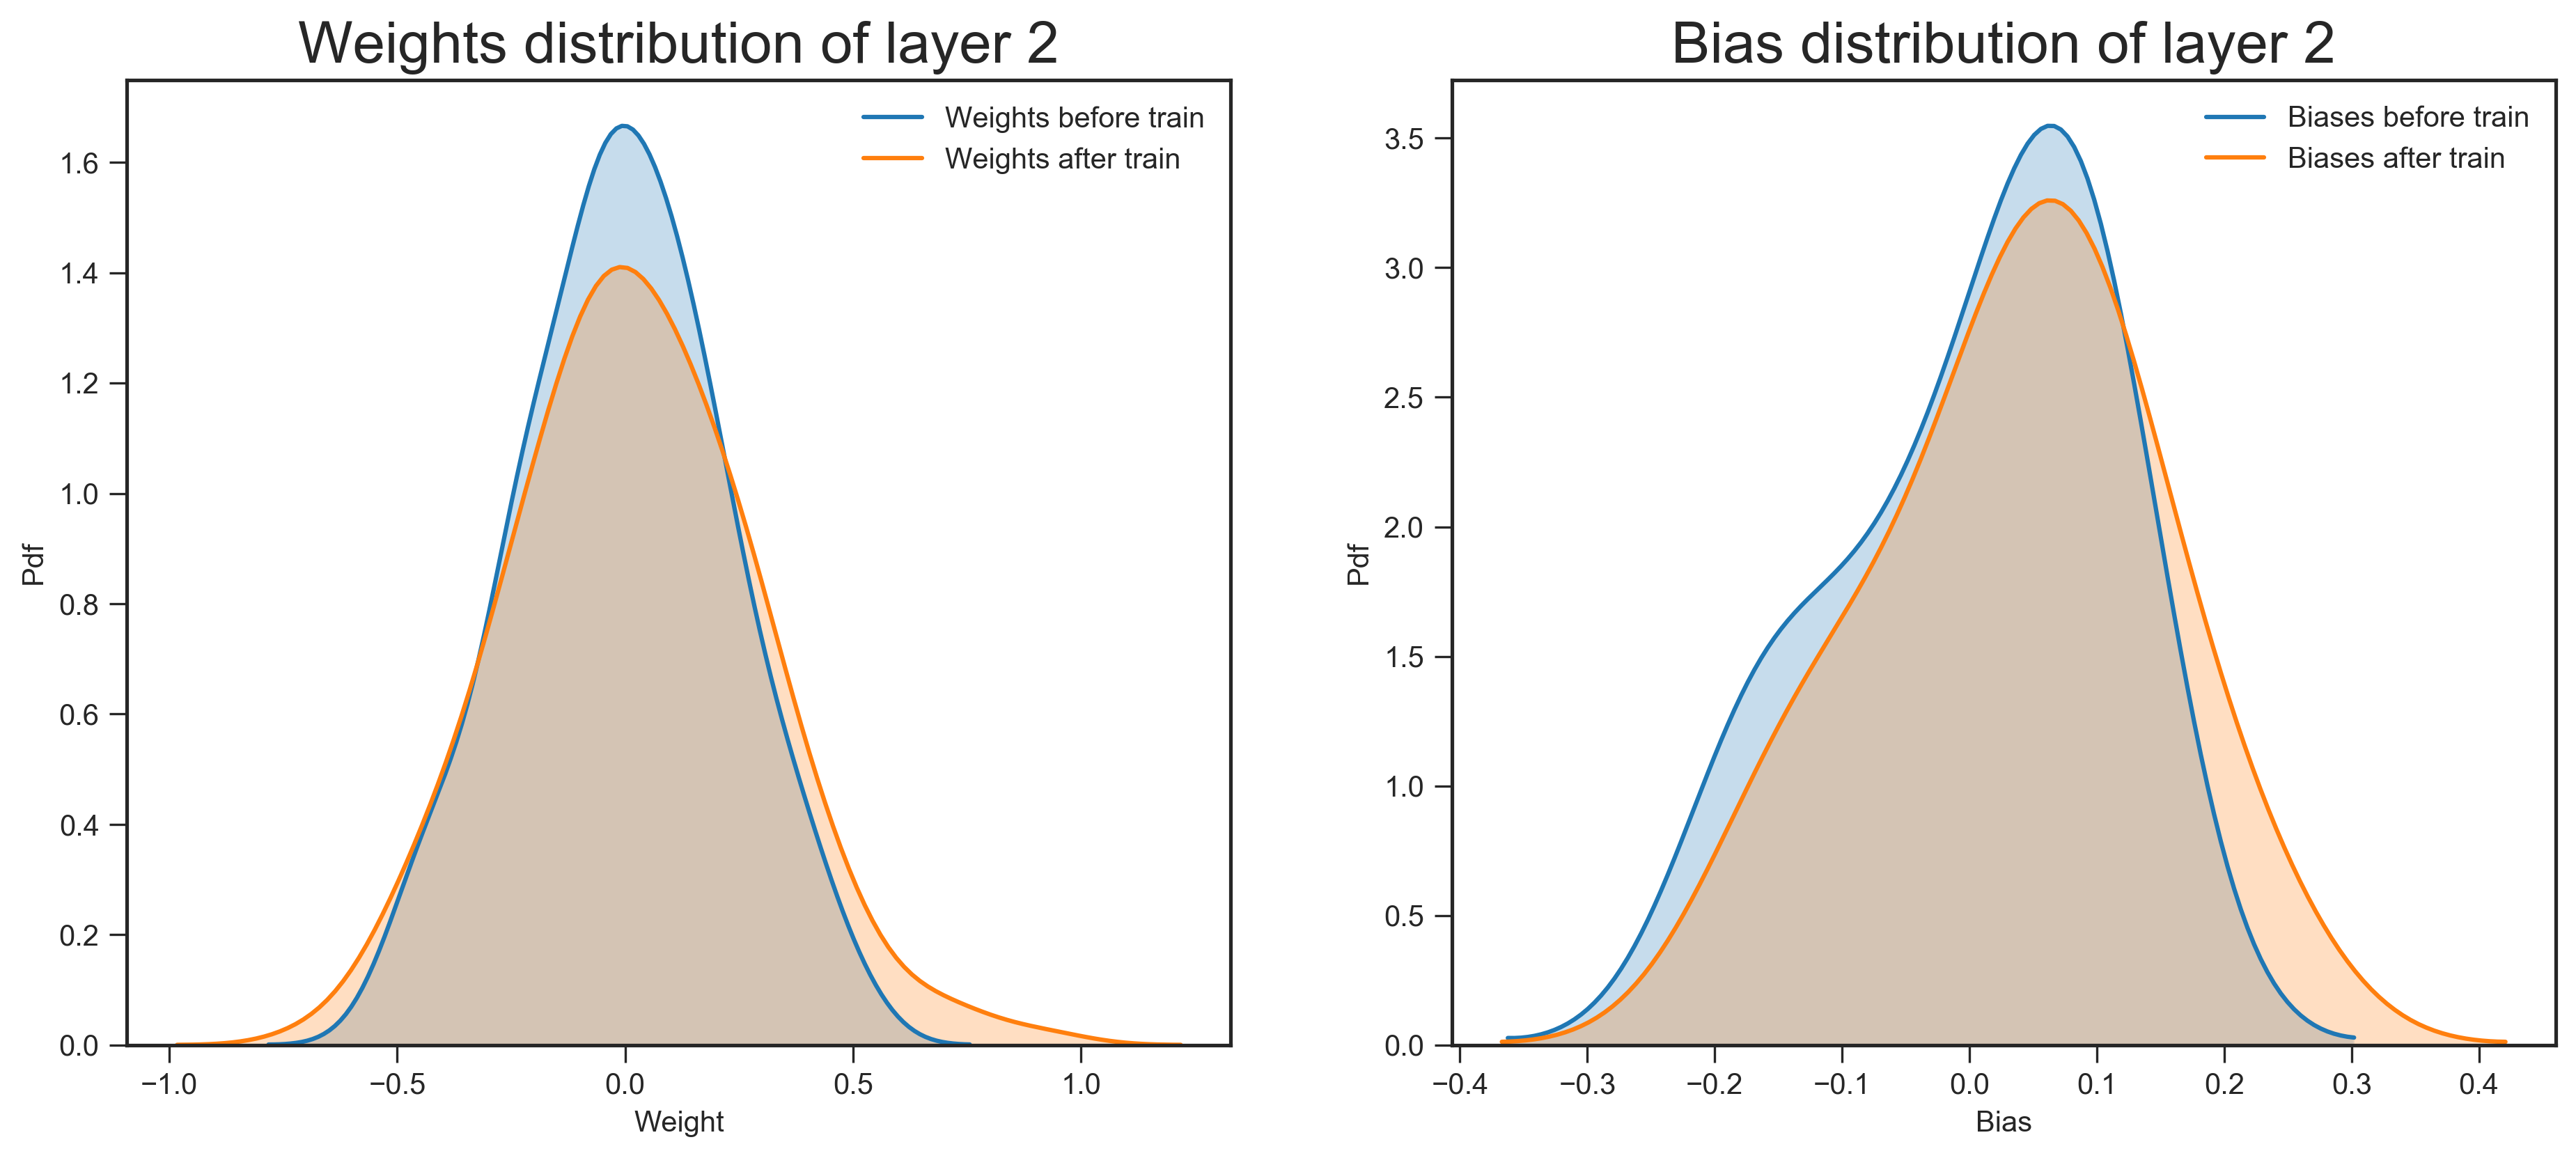 Weights distribution of layer 2
Weights before train
Weights after train
1.6
1.4
1.2
1.0
0.8
0.6
0.4
0.2
0.0
Pdf
−1.0 −0.5 0.0 0.5 1.0
Weight
Bias distribution of layer 2
Biases before train
Biases after train
3.5
3.0
2.5
2.0
1.5
1.0
0.5
0.0
Pdf
−0.4 −0.3 −0.2 −0.1 0.0 0.1 0.2 0.3 0.4
Bias